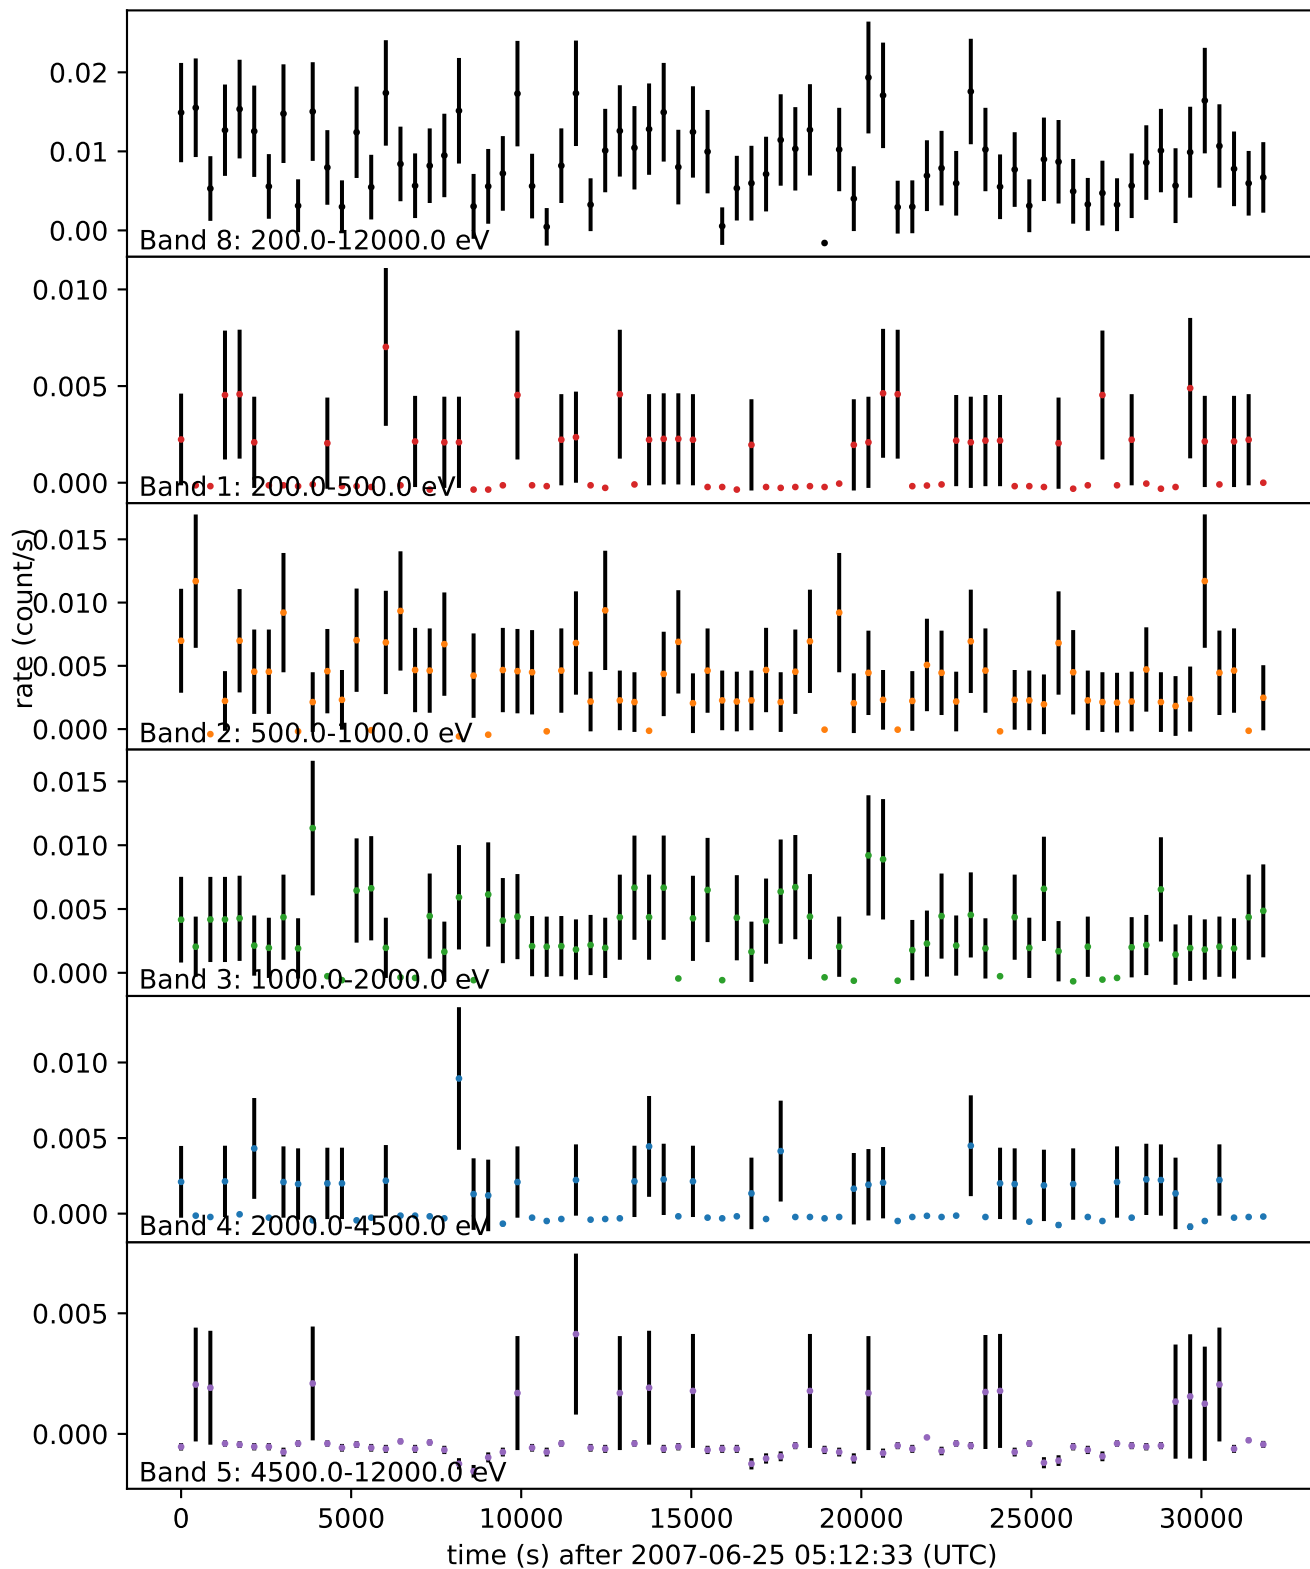 0.02
0.01
0.00
Band 8: 200.0-12000.0 eV
0.010
0.005
0.000
Band 1: 200.0-500.0 eV
rate (count/s)
0.015
0.010
0.005
0.000
Band 2: 500.0-1000.0 eV
0.015
0.010
0.005
0.000
Band 3: 1000.0-2000.0 eV
0.010
0.005
0.000
Band 4: 2000.0-4500.0 eV
0.005
0.000
Band 5: 4500.0-12000.0 eV
0 5000 10000 15000 20000 25000 30000
time (s) after 2007-06-25 05:12:33 (UTC)